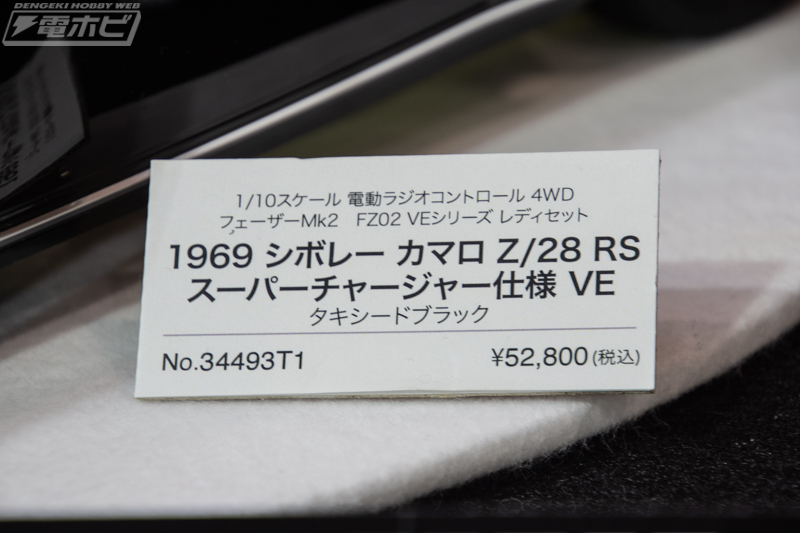 DENGEKI HOBBY WEB
電ホビ
1/10スケール 電動ラジオコントロール 4WD
フェーザーMk2 FZ02 VEシリーズ レディセット
1969 シボレー カマロ Z/28 RS
スーパーチャージャー仕様 VE
タキシードブラック
No.34493T1 ¥52,800(税込)